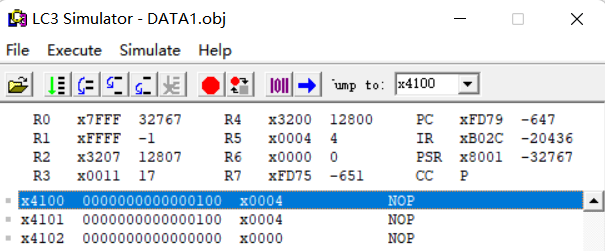 LC3 Simulator - DATA1.obj
File Execute Simulate Help
Jump to: x4100
R0 x7FFF 32767 R4 x3200 12800 PC xFD79 -647
R1 xFFFF -1 R5 x0004 4 IR xB02C -20436
R2 x3207 12807 R6 x0000 0 PSR x8001 -32767
R3 x0011 17 R7 xFD75 -651 CC P
x4100 0000000000000100 x0004 NOP
x4101 0000000000000100 x0004 NOP
x4102 0000000000000000 x0000 NOP